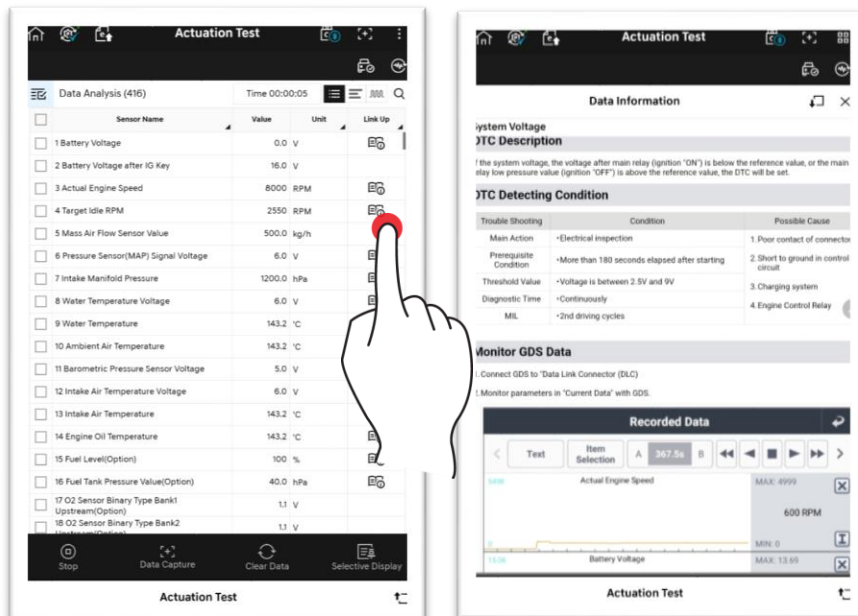 Actuation Test
Data Analysis (416)
Time 00:00:05
Sensor Name Value Unit Link Up
1 Battery Voltage 0.0 V
2 Battery Voltage after IG Key 16.0 V
3 Actual Engine Speed 8000 RPM
4 Target Idle RPM 2550 RPM
5 Mass Air Flow Sensor Value 500.0 kg/h
6 Pressure Sensor(MAP) Signal Voltage 6.0 V
7 Intake Manifold Pressure 1200.0 hPa
8 Water Temperature Voltage 6.0 V
9 Water Temperature 143.2 °C
10 Ambient Air Temperature 143.2 °C
11 Barometric Pressure Sensor Voltage 5.0 V
12 Intake Air Temperature Voltage 6.0 V
13 Intake Air Temperature 143.2 °C
14 Engine Oil Temperature 143.2 °C
15 Fuel Level(Option) 100 %
16 Fuel Tank Pressure Value(Option) 40.0 hPa
17 O2 Sensor Binary Type Bank1
Upstream(Option) 1.1 V
18 O2 Sensor Binary Type Bank2
Upstream(Option) 1.1 V
Stop Data Capture Clear Data Selective Display
Actuation Test
Actuation Test
Data Information
System Voltage
DTC Description
f the system voltage, the voltage after main relay (ignition "ON") is below the reference value, or the main
elay low pressure value (ignition "OFF") is above the reference value, the DTC will be set.
DTC Detecting Condition
Trouble Shooting Condition Possible Cause
Main Action •Electrical inspection
Prerequisite
Condition •More than 180 seconds elapsed after starting
Threshold Value •Voltage is between 2.5V and 9V
Diagnostic Time •Continuously
MIL •2nd driving cycles
1. Poor contact of connector
2. Short to ground in control
circuit
3. Charging system
4. Engine Control Relay
Monitor GDS Data
. Connect GDS to "Data Link Connector (DLC)
2.Monitor parameters in "Current Data" with GDS.
Recorded Data
Text Item
Selection A 367.5s B
Actual Engine Speed MAX: 4999
600 RPM
0 MIN: 0
Battery Voltage MAX: 13.69
Actuation Test